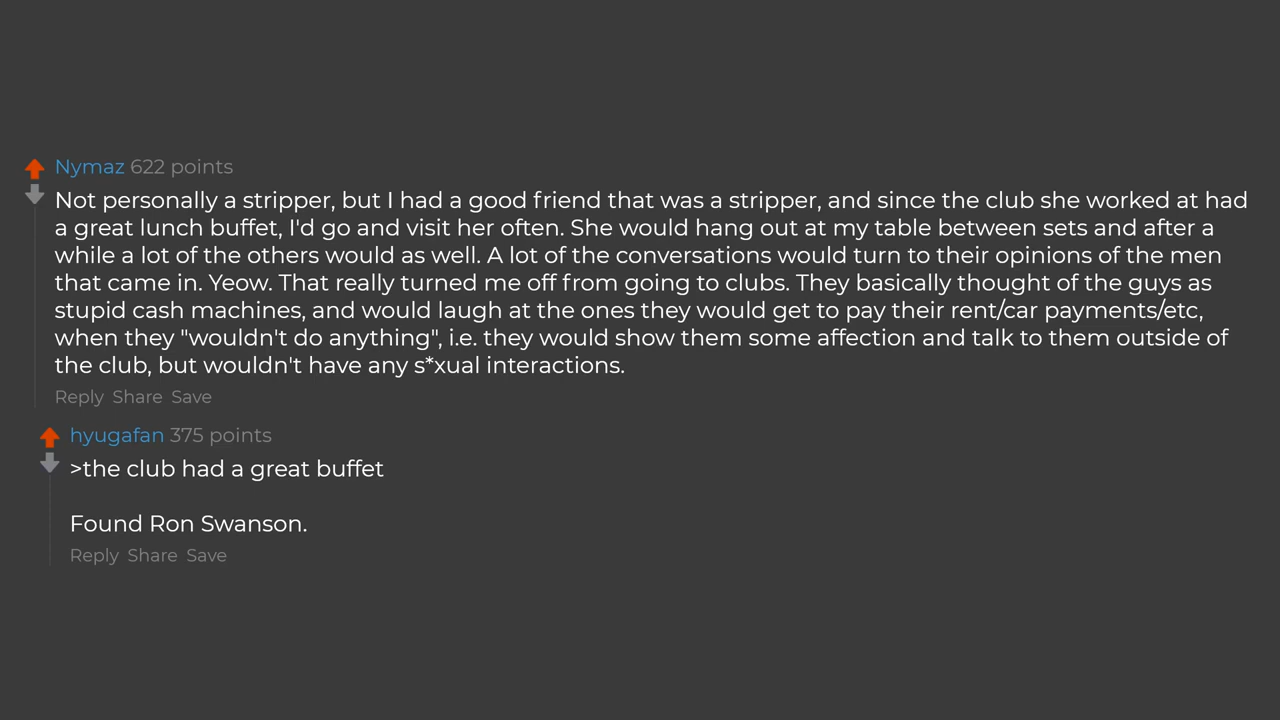 Nymaz 622 points
Not personally a stripper, but I had a good friend that was a stripper, and since the club she worked at had
a great lunch buffet, I'd go and visit her often. She would hang out at my table between sets and after a
while a lot of the others would as well. A lot of the conversations would turn to their opinions of the men
that came in. Yeow. That really turned me off from going to clubs. They basically thought of the guys as
stupid cash machines, and would laugh at the ones they would get to pay their rent/car payments/etc,
when they "wouldn't do anything", i.e. they would show them some affection and talk to them outside of
the club, but wouldn't have any s*xual interactions.
Reply Share Save
hyugafan 375 points
>the club had a great buffet
Found Ron Swanson.
Reply Share Save